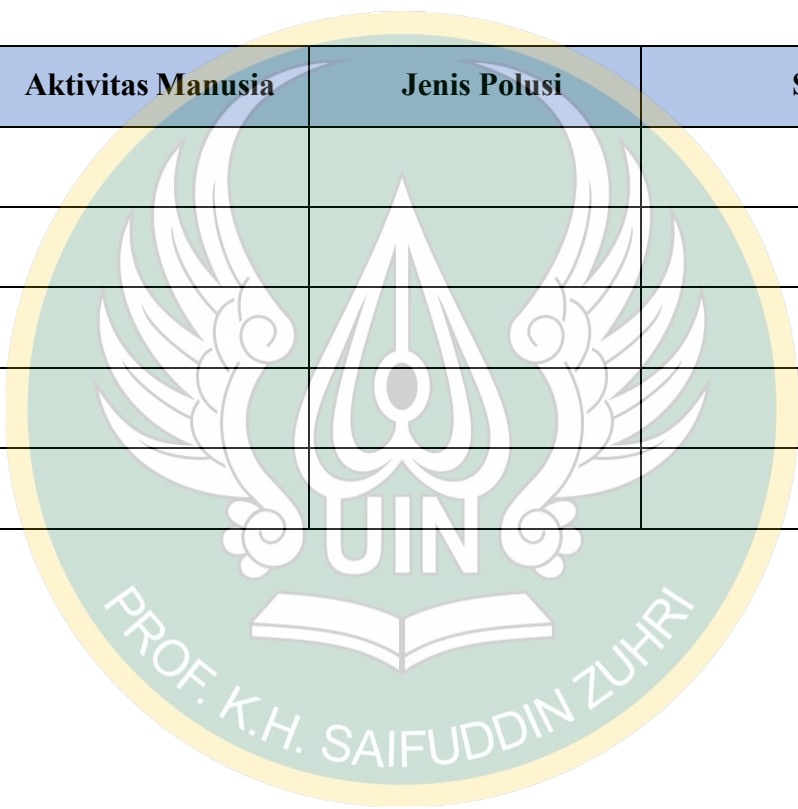 Aktivitas Manusia Jenis Polusi S
UIN
PROF. K.H. SAIFUDDIN ZUHRI